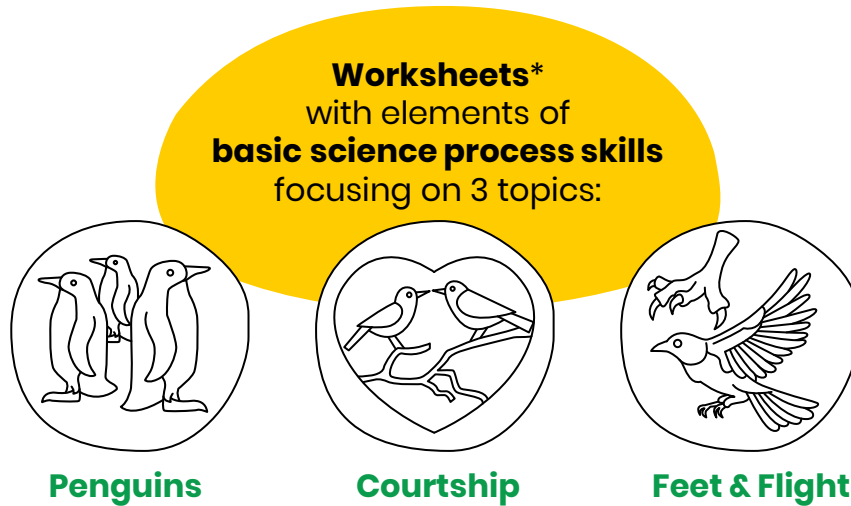 Worksheets*
with elements of
basic science process skills
focusing on 3 topics:
Penguins
Courtship
Feet & Flight